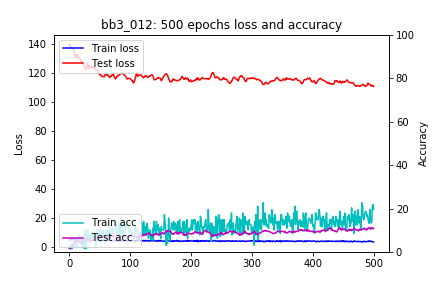 bb3_012: 500 epochs loss and accuracy
140
120
100
80
60
40
20
0
Loss
Train loss
Test loss
Train acc
Test acc
100
80
60
40
20
0
Accuracy
0
100
200
300
400
500